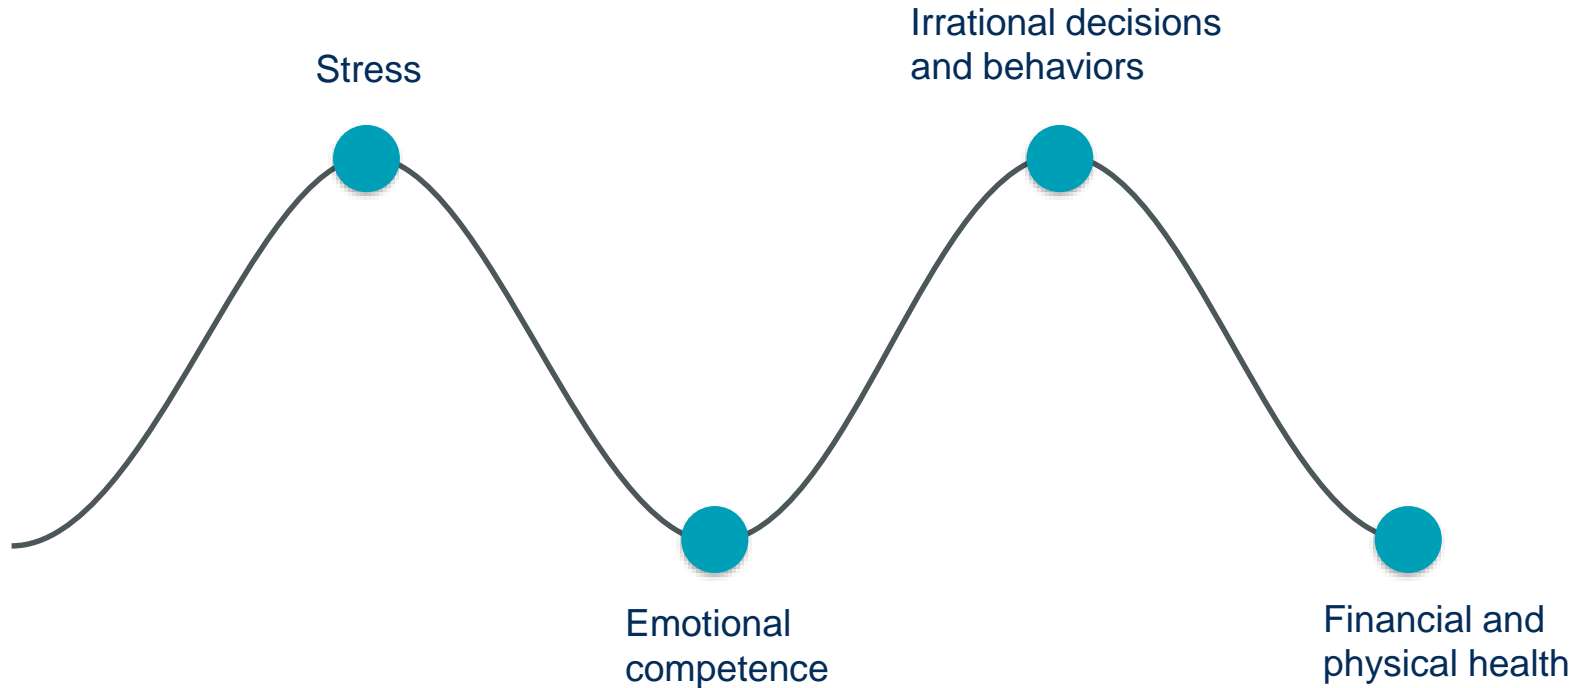 Stress
Irrational decisions
and behaviors
Emotional
competence
Financial and
physical health